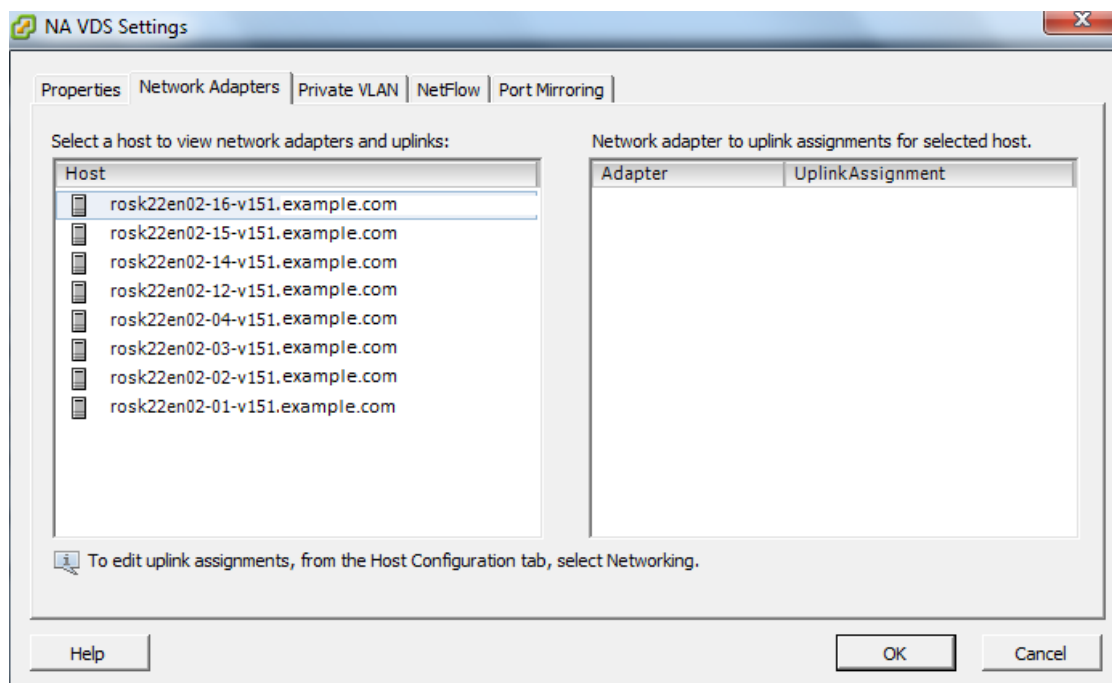 NA VDS Settings
Properties Network Adapters Private VLAN NetFlow Port Mirroring
Select a host to view network adapters and uplinks:
Host
rosk22en02-16-v151.example.com
rosk22en02-15-v151.example.com
rosk22en02-14-v151.example.com
rosk22en02-12-v151.example.com
rosk22en02-04-v151.example.com
rosk22en02-03-v151.example.com
rosk22en02-02-v151.example.com
rosk22en02-01-v151.example.com
Network adapter to uplink assignments for selected host.
Adapter UplinkAssignment
To edit uplink assignments, from the Host Configuration tab, select Networking.
Help OK Cancel